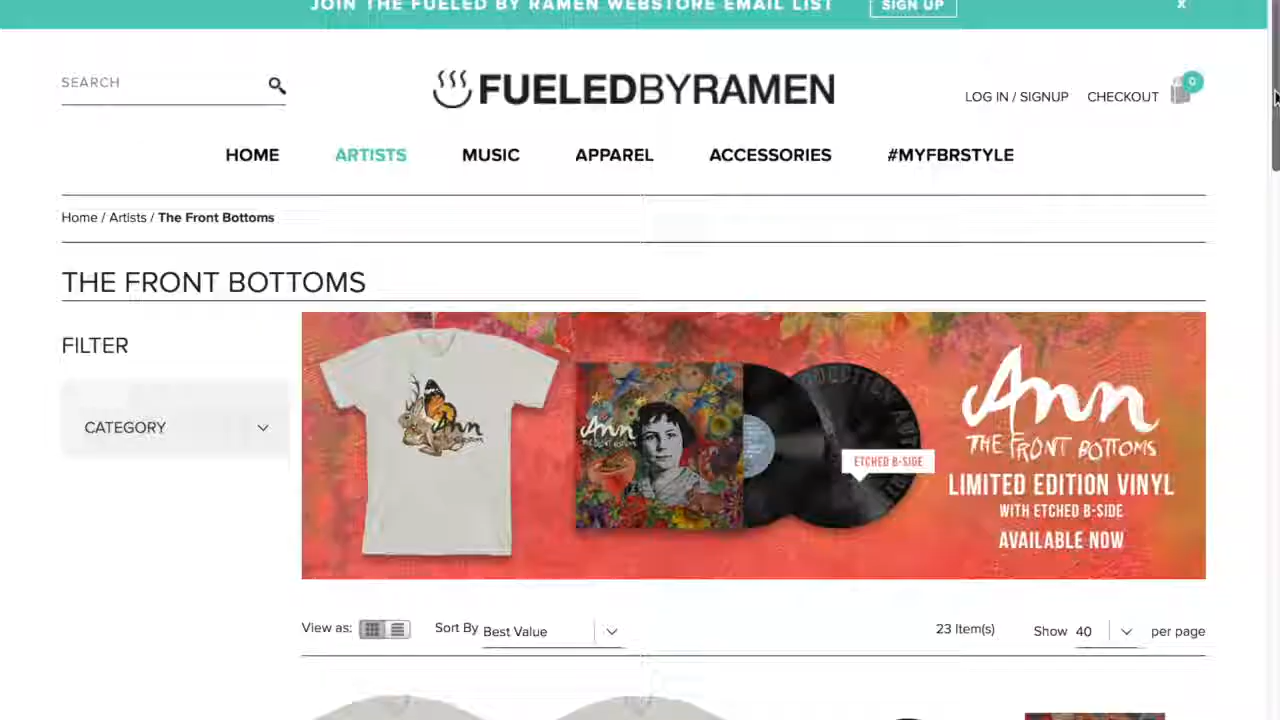 JOIN THE FUELED BY RAMEN WEBSTORE EMAIL LIST
SIGN UP
x
SEARCH
FUELEDBYRAMEN
LOG IN / SIGNUP
CHECKOUT
0
HOME
ARTISTS
MUSIC
APPAREL
ACCESSORIES
#MYFBRSTYLE
Home / Artists / The Front Bottoms
THE FRONT BOTTOMS
FILTER
CATEGORY
Ann
Ann
ETCHED B-SIDE
Ann
THE FRONT BOTTOMS
LIMITED EDITION VINYL
WITH ETCHED B-SIDE
AVAILABLE NOW
View as:
Sort By
Best Value
23 Item(s)
Show
40
per page